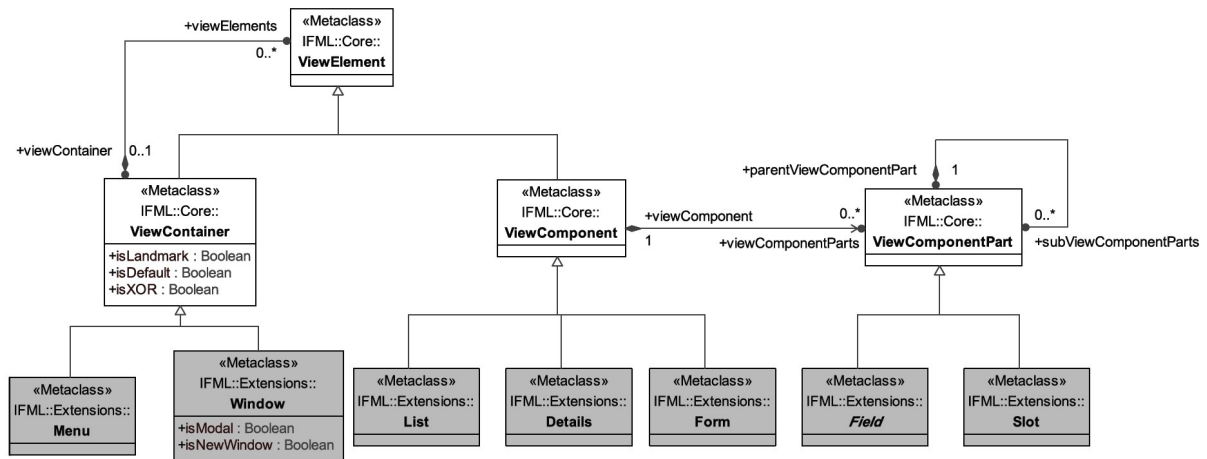 «Metaclass»
IFML::Core::
ViewElement
+viewElements
0..*
+viewContainer
0..1
«Metaclass»
IFML::Core::
ViewContainer
+isLandmark : Boolean
+isDefault : Boolean
+isXOR : Boolean
«Metaclass»
IFML::Core::
ViewComponent
+viewComponent
1
0..*
+viewComponentParts
+parentViewComponentPart
1
«Metaclass»
IFML::Core::
ViewComponentPart
0..*
+subViewComponentParts
«Metaclass»
IFML::Extensions::
Menu
«Metaclass»
IFML::Extensions::
Window
+isModal : Boolean
+isNewWindow : Boolean
«Metaclass»
IFML::Extensions::
List
«Metaclass»
IFML::Extensions::
Details
«Metaclass»
IFML::Extensions::
Form
«Metaclass»
IFML::Extensions::
Field
«Metaclass»
IFML::Extensions::
Slot